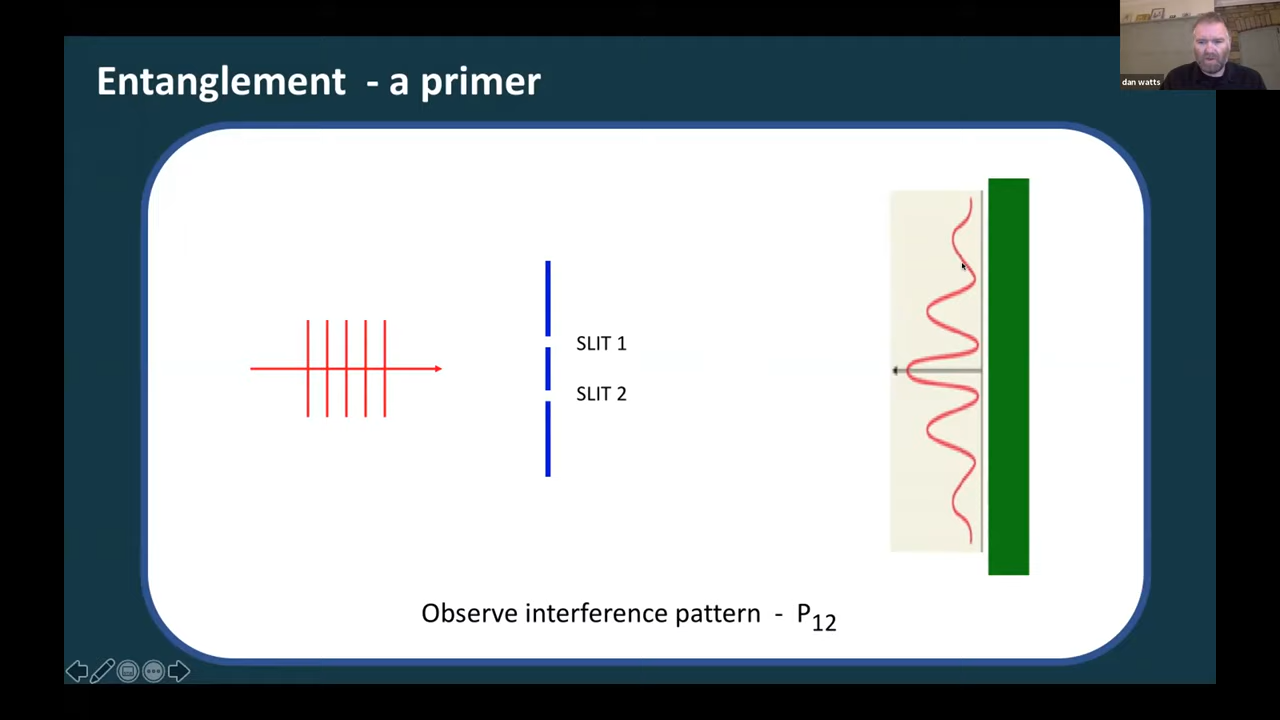 Entanglement - a primer
dan watts
SLIT 1
SLIT 2
Observe interference pattern - P12